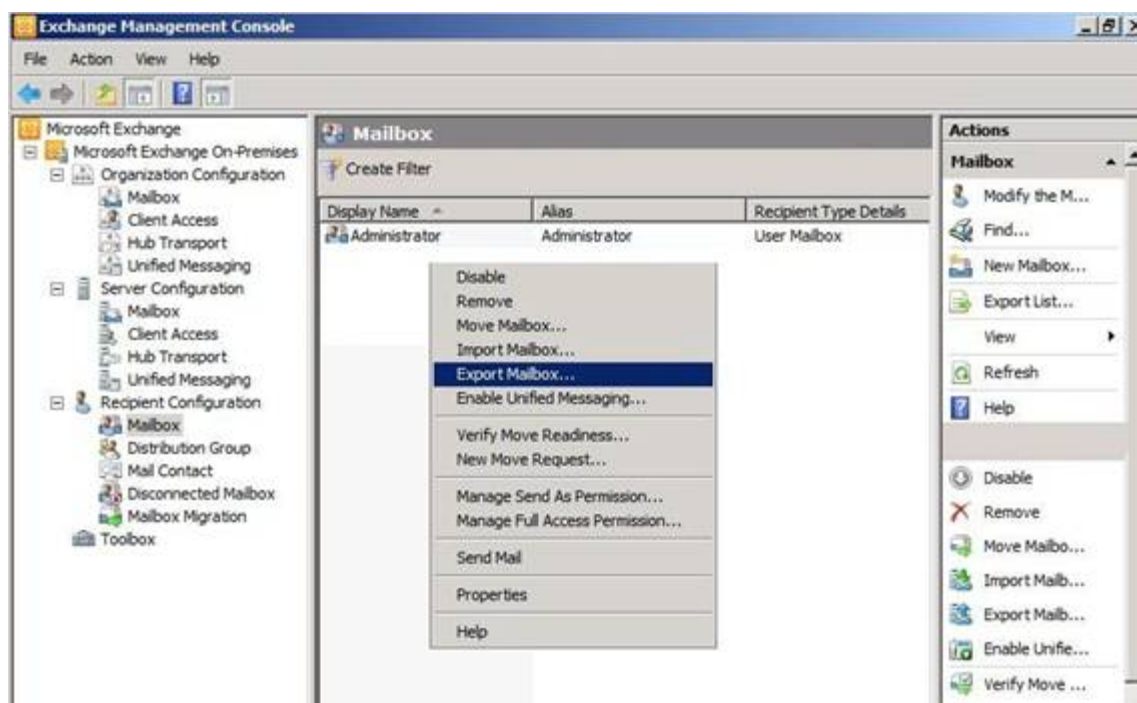 Exchange Management Console
File Action View Help
Microsoft Exchange
Microsoft Exchange On-Premises
Organization Configuration
Mailbox
Client Access
Hub Transport
Unified Messaging
Server Configuration
Mailbox
Client Access
Hub Transport
Unified Messaging
Recipient Configuration
Mailbox
Distribution Group
Mail Contact
Disconnected Mailbox
Mailbox Migration
Toolbox
Mailbox
Create Filter
Display Name Alias Recipient Type Details
Administrator Administrator User Mailbox
Disable
Remove
Move Mailbox...
Import Mailbox...
Export Mailbox...
Enable Unified Messaging...
Verify Move Readiness...
New Move Request...
Manage Send As Permission...
Manage Full Access Permission...
Send Mail
Properties
Help
Actions
Mailbox
Modify the M...
Find...
New Mailbox...
Export List...
View
Refresh
Help
Disable
Remove
Move Mailbo...
Import Mailb...
Export Mailb...
Enable Unifie...
Verify Move ...